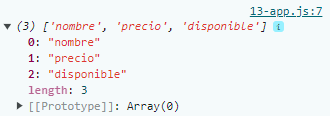 13-app.js:7
▼ (3) ['nombre', 'precio', 'disponible'] i
0: "nombre"
1: "precio"
2: "disponible"
length: 3
▶ [[Prototype]]: Array(0)